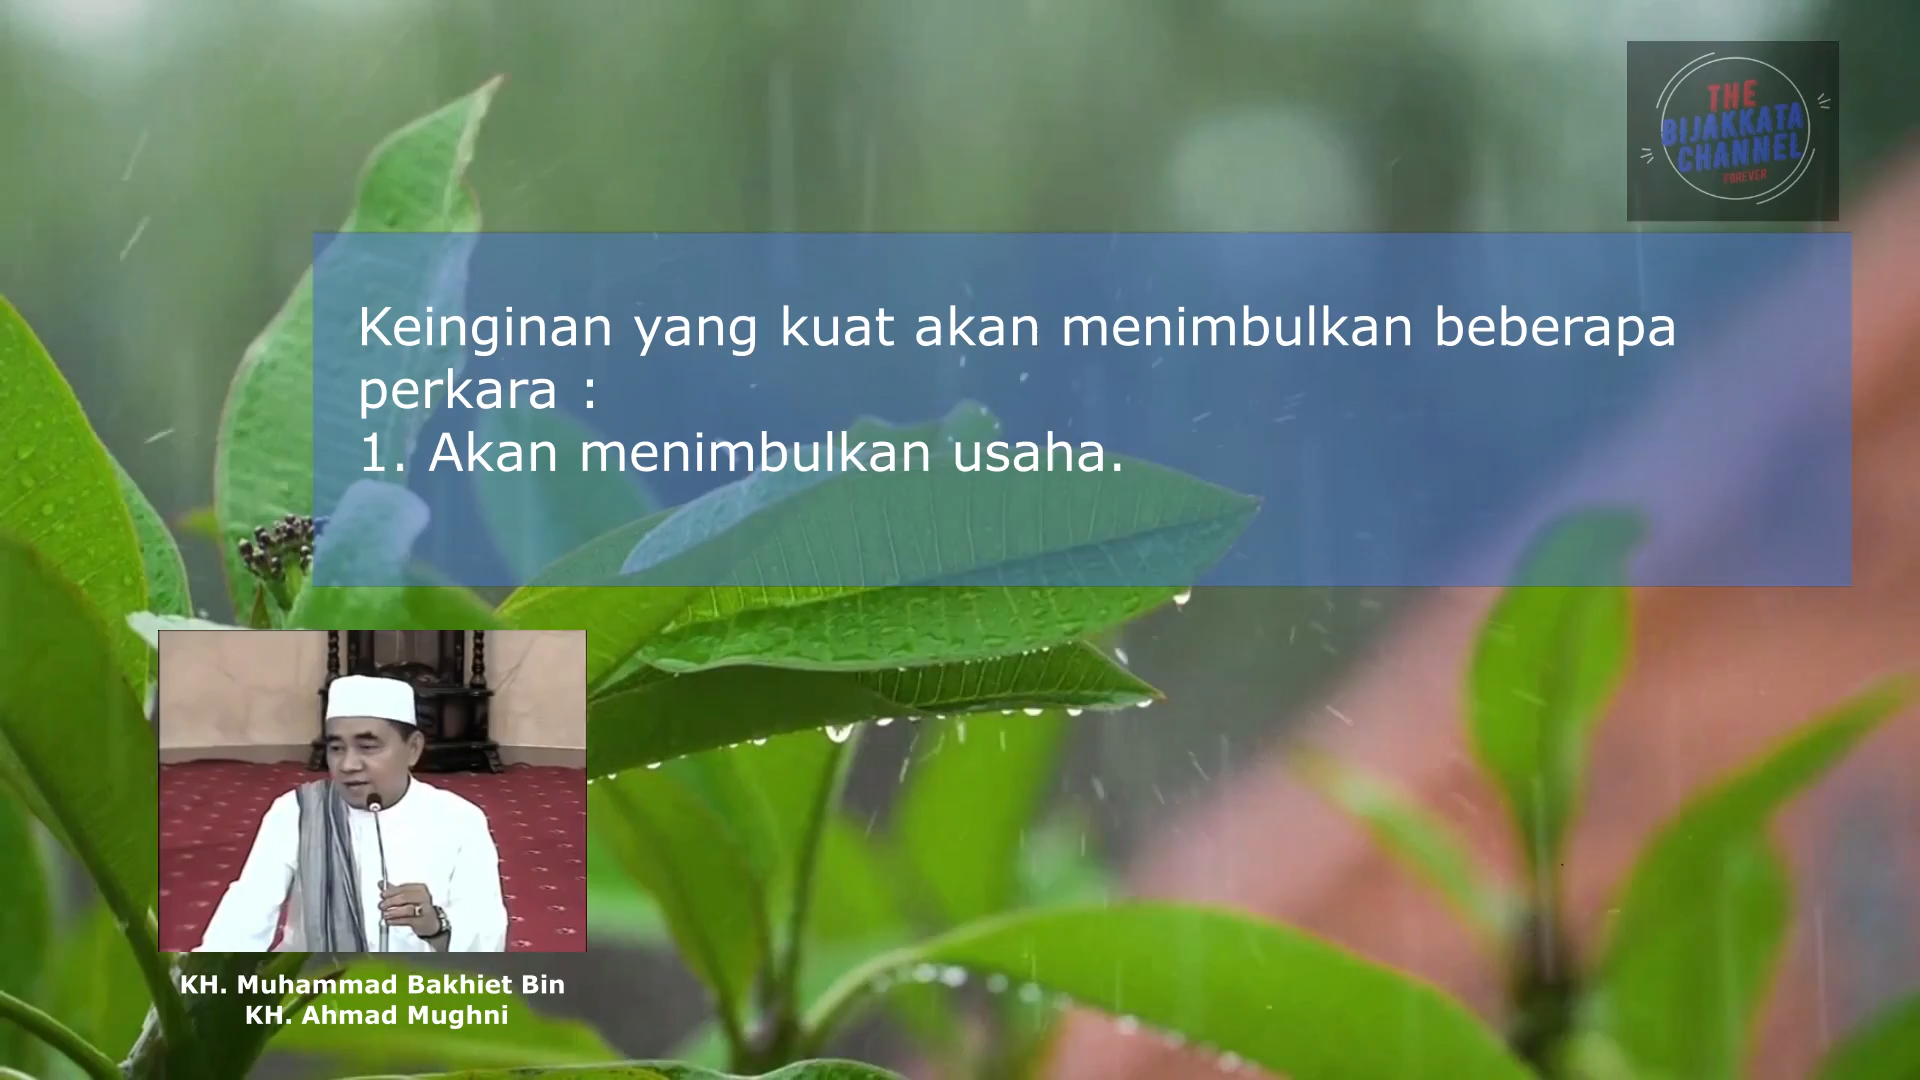 THE
BIJAKKATA
CHANNEL
FOREVER
Keinginan yang kuat akan menimbulkan beberapa
perkara :
1. Akan menimbulkan usaha.
KH. Muhammad Bakhiet Bin
KH. Ahmad Mughni